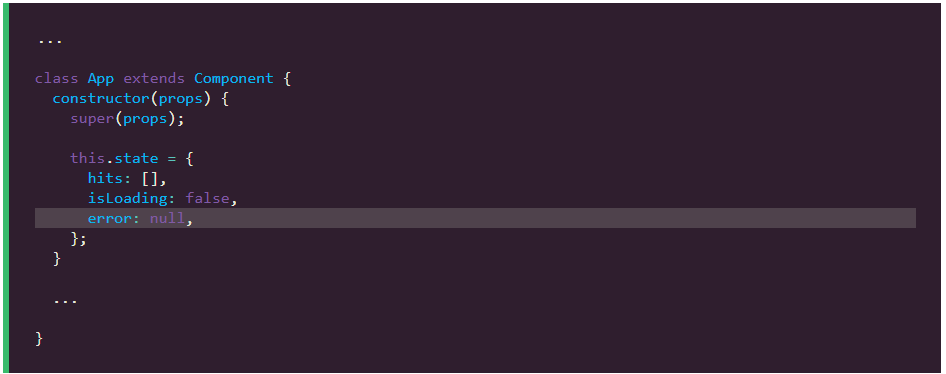 ...
class App extends Component {
constructor(props) {
super(props);
this.state = {
hits: [],
isLoading: false,
error: null,
};
}
...
}